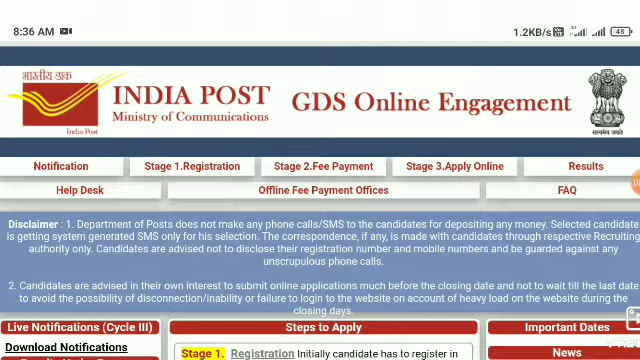 8:36 AM
1.2KB/s
48
भारतीय डाक
India Post
INDIA POST
Ministry of Communications
GDS Online Engagement
सत्यमेव जयते
Notification
Stage 1.Registration
Stage 2.Fee Payment
Stage 3.Apply Online
Results
Help Desk
Offline Fee Payment Offices
FAQ
Disclaimer : 1. Department of Posts does not make any phone calls/SMS to the candidates for depositing any money. Selected candidate
is getting system generated SMS only for his selection. The correspondence, if any, is made with candidates through respective Recruiting
authority only. Candidates are advised not to disclose their registration number and mobile numbers and be guarded against any
unscrupulous phone calls.
2. Candidates are advised in their own interest to submit online applications much before the closing date and not to wait till the last date
to avoid the possibility of disconnection/inability or failure to login to the website on account of heavy load on the website during the
closing days.
Live Notifications (Cycle III)
Steps to Apply
Important Dates
Download Notifications
News
Stage 1. Registration Initially candidate has to register in